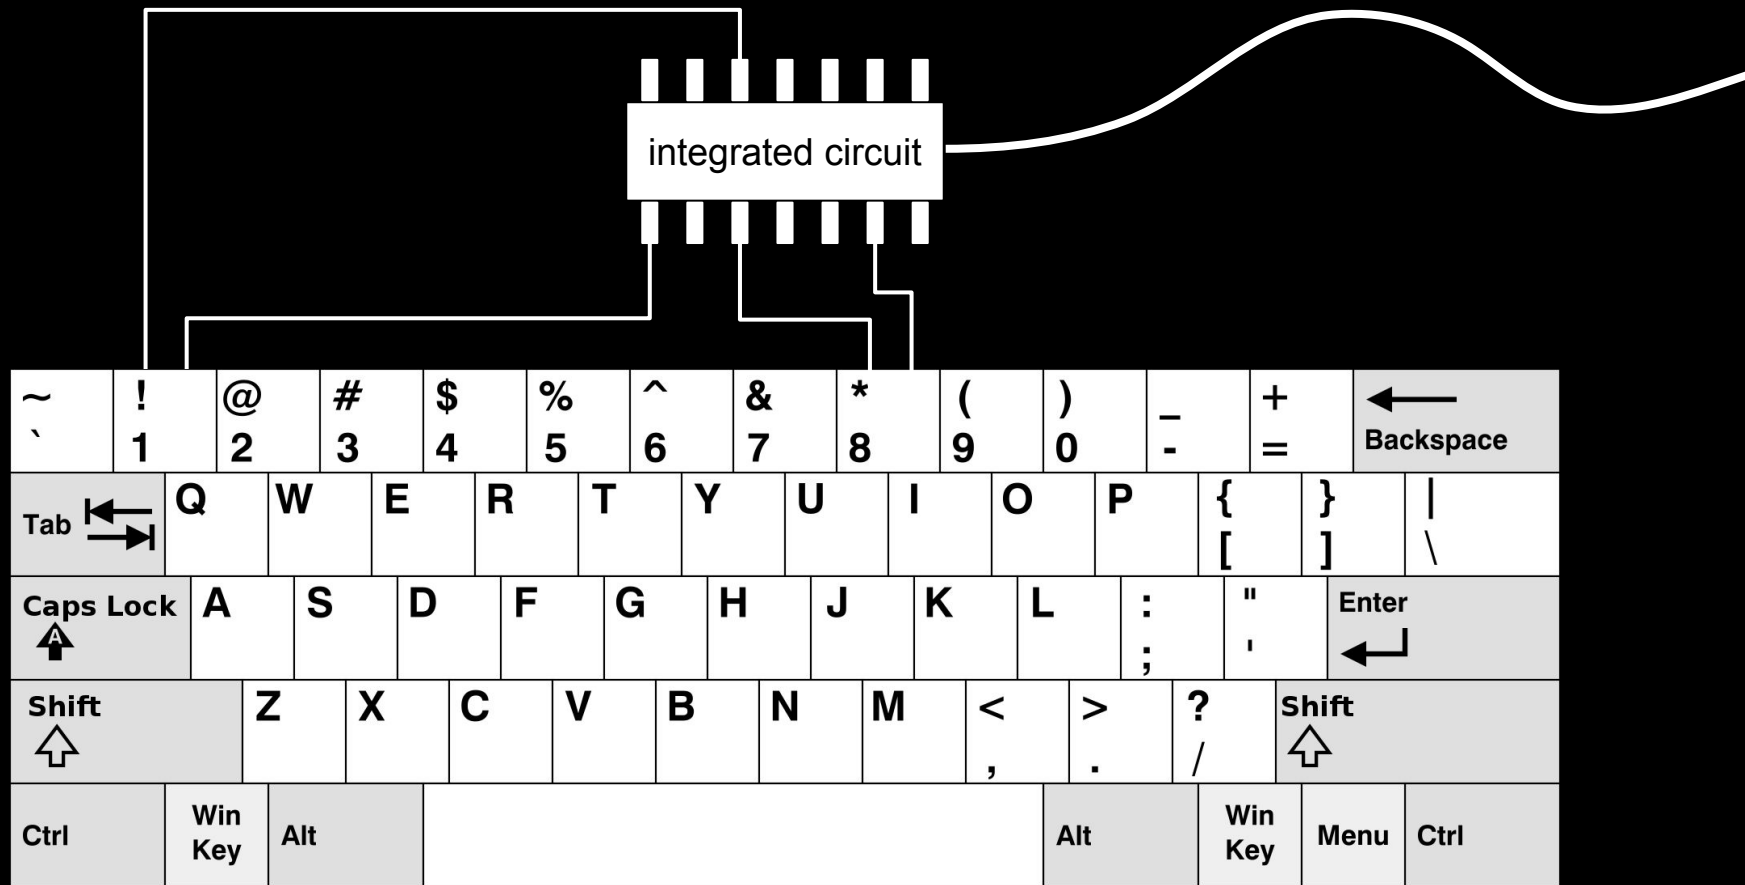 integrated circuit
~ ! @ # $ % ^ & * ( ) _ +
` 1 2 3 4 5 6 7 8 9 0 - = Backspace
Tab Q W E R T Y U I O P { } |
[ ] \
Caps Lock A S D F G H J K L : " Enter
A ; '
Shift Z X C V B N M < > ? Shift
, . /
Ctrl Win Key Alt Alt Win Key Menu Ctrl